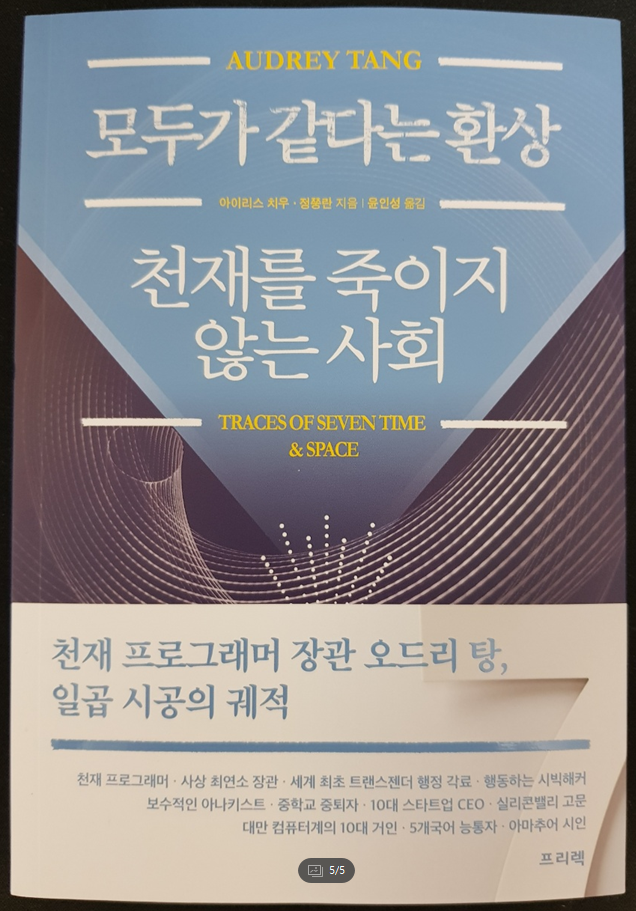 AUDREY TANG
모두가 같다는 환상
아이리스 치우 · 정쭝란 지음 | 윤인성 옮김
천재를 죽이지
않는 사회
TRACES OF SEVEN TIME
& SPACE
천재 프로그래머 장관 오드리 탕,
일곱 시공의 궤적
천재 프로그래머 · 사상 최연소 장관 · 세계 최초 트랜스젠더 행정 각료 · 행동하는 시빅해커
보수적인 아나키스트 · 중학교 중퇴자 · 10대 스타트업 CEO · 실리콘밸리 고문
대만 컴퓨터계의 10대 거인 · 5개국어 능통자 · 아마추어 시인
프리렉
5/5